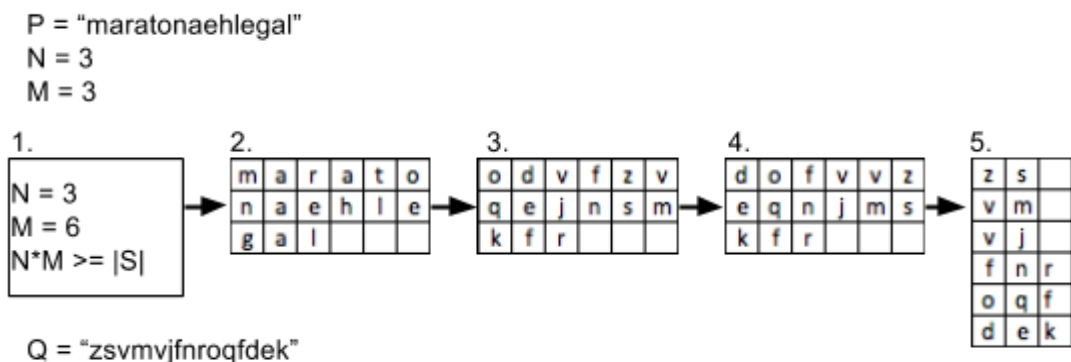 P = “maratonaehlegal”
N = 3
M = 3
1.
N = 3
M = 6
N*M >= |S|
2.
m a r a t o
n a e h l e
g a l
3.
o d v f z v
q e j n s m
k f r
4.
d o f v v z
e q n j m s
k f r
5.
z s
v m
v j
f n r
o q f
d e k
Q = “zsvmvjfnroqfdek”